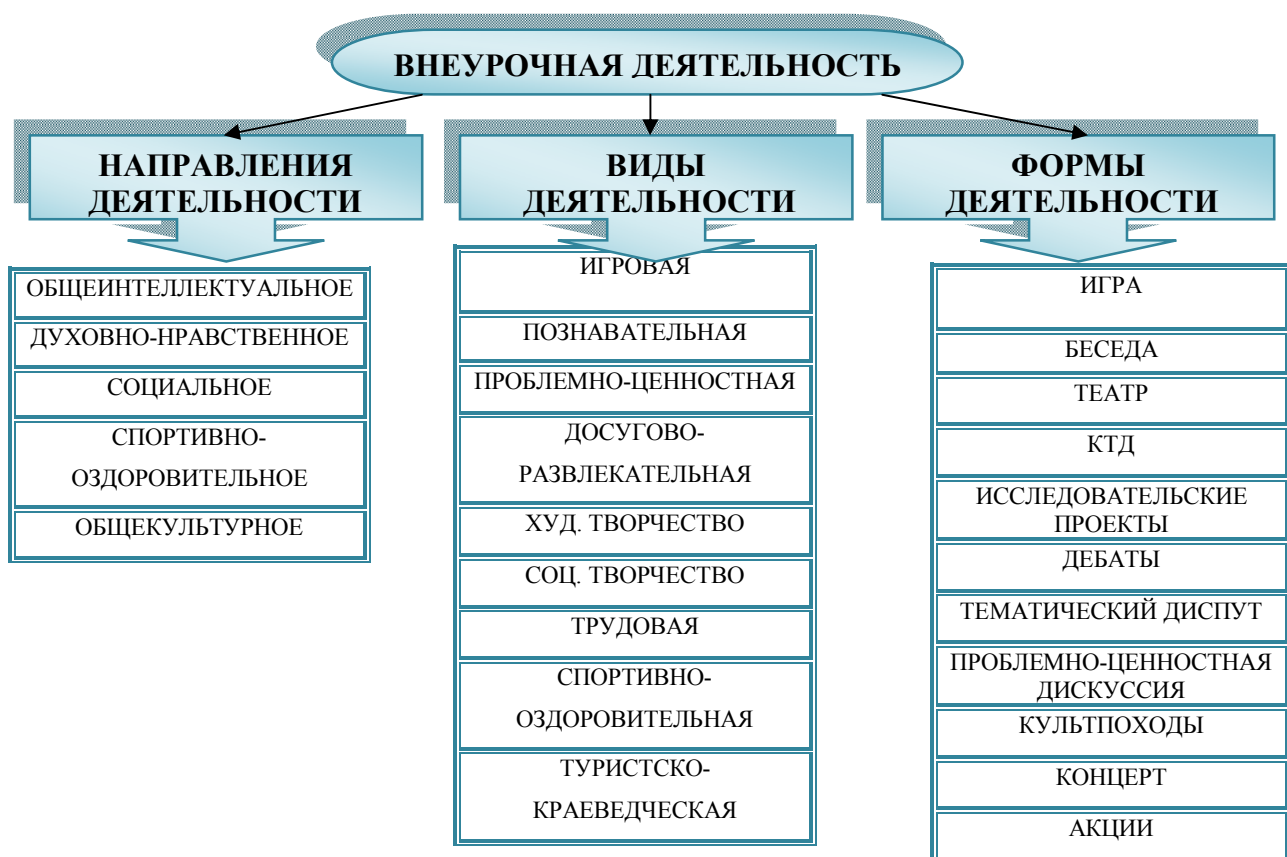 ВНЕУРОЧНАЯ ДЕЯТЕЛЬНОСТЬ
НАПРАВЛЕНИЯ
ДЕЯТЕЛЬНОСТИ
ОБЩЕИНТЕЛЛЕКТУАЛЬНОЕ
ДУХОВНО-НРАВСТВЕННОЕ
СОЦИАЛЬНОЕ
СПОРТИВНО-
ОЗДОРОВИТЕЛЬНОЕ
ОБЩЕКУЛЬТУРНОЕ
ВИДЫ
ДЕЯТЕЛЬНОСТИ
ИГРОВАЯ
ПОЗНАВАТЕЛЬНАЯ
ПРОБЛЕМНО-ЦЕННОСТНАЯ
ДОСУГОВО-
РАЗВЛЕКАТЕЛЬНАЯ
ХУД. ТВОРЧЕСТВО
СОЦ. ТВОРЧЕСТВО
ТРУДОВАЯ
СПОРТИВНО-
ОЗДОРОВИТЕЛЬНАЯ
ТУРИСТСКО-
КРАЕВЕДЧЕСКАЯ
ФОРМЫ
ДЕЯТЕЛЬНОСТИ
ИГРА
БЕСЕДА
ТЕАТР
КТД
ИССЛЕДОВАТЕЛЬСКИЕ
ПРОЕКТЫ
ДЕБАТЫ
ТЕМАТИЧЕСКИЙ ДИСПУТ
ПРОБЛЕМНО-ЦЕННОСТНАЯ
ДИСКУССИЯ
КУЛЬТПОХОДЫ
КОНЦЕРТ
АКЦИИ